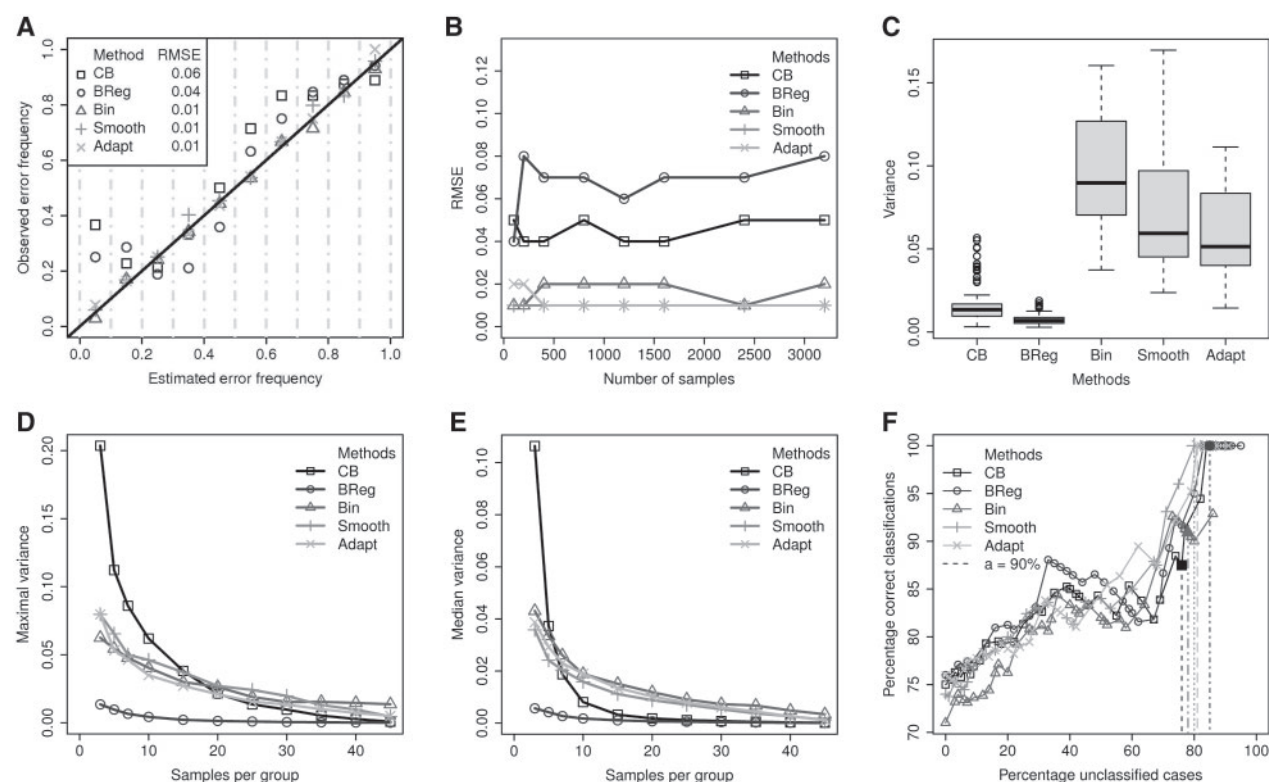 A
Method RMSE
CB 0.06
BReg 0.04
Bin 0.01
Smooth 0.01
Adapt 0.01
Observed error frequency
0.0 0.2 0.4 0.6 0.8 1.0
0.0 0.2 0.4 0.6 0.8 1.0
Estimated error frequency
B
Methods
CB
BReg
Bin
Smooth
Adapt
RMSE
0.00 0.02 0.04 0.06 0.08 0.10 0.12
0 500 1000 1500 2000 2500 3000
Number of samples
C
Variance
0.00 0.05 0.10 0.15
CB BReg Bin Smooth Adapt
Methods
D
Methods
CB
BReg
Bin
Smooth
Adapt
Maximal variance
0.00 0.05 0.10 0.15 0.20
0 10 20 30 40
Samples per group
E
Methods
CB
BReg
Bin
Smooth
Adapt
Median variance
0.00 0.02 0.04 0.06 0.08 0.10
0 10 20 30 40
Samples per group
F
Methods
CB
BReg
Bin
Smooth
Adapt
a = 90%
Percentage correct classifications
70 75 80 85 90 95 100
0 20 40 60 80 100
Percentage unclassified cases